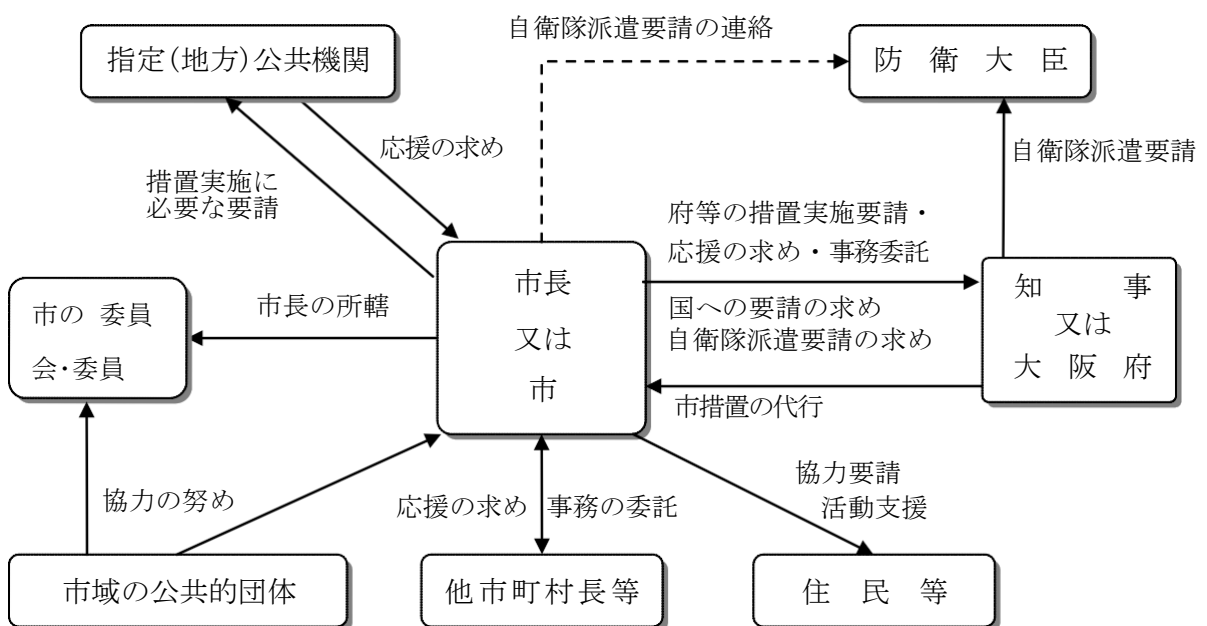 自衛隊派遣要請の連絡
指定(地方)公共機関
防衛大臣
応援の求め
自衛隊派遣要請
措置実施に
必要な要請
府等の措置実施要請・
応援の求め・事務委託
市長
又は
市
知事
又は
大阪府
市の 委員
会・委員
市長の所轄
国への要請の求め
自衛隊派遣要請の求め
市措置の代行
協力の努め
応援の求め
事務の委託
協力要請
活動支援
市域の公共的団体
他市町村長等
住民等